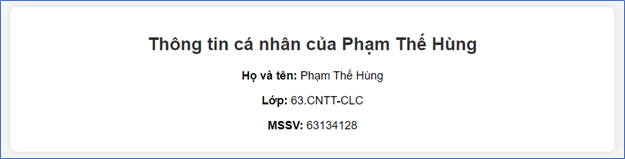 Thông tin cá nhân của Phạm Thế Hùng
Họ và tên: Phạm Thế Hùng
Lớp: 63.CNTT-CLC
MSSV: 63134128